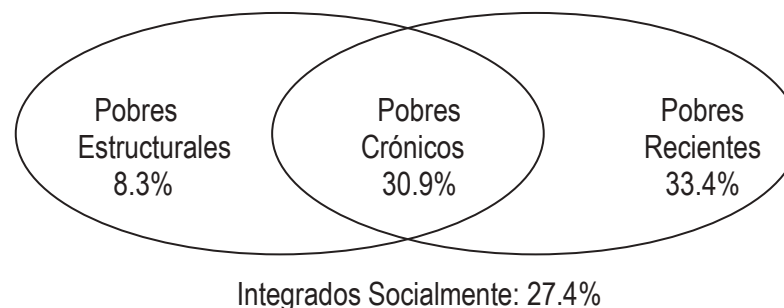 Pobres
Estructurales
8.3%
Pobres
Crónicos
30.9%
Pobres
Recientes
33.4%
Integrados Socialmente: 27.4%